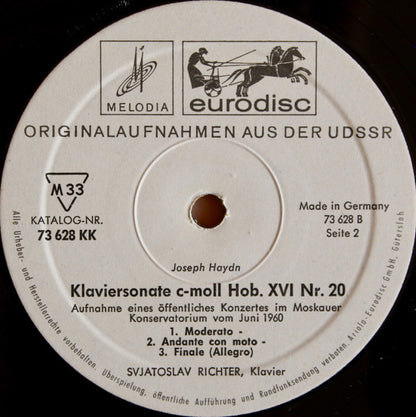 MELODIA
eurodisc
ORIGINALAUFNAHMEN AUS DER UDSSR
M 33
KATALOG-NR.
73 628 KK
Made in Germany
73 628 B
Seite 2
Joseph Haydn
Klaviersonate c-moll Hob. XVI Nr. 20
Aufnahme eines öffentliches Konzertes im Moskauer
Konservatorium vom Juni 1960
1. Moderato -
2. Andante con moto -
3. Finale (Allegro)
SVJATOSLAV RICHTER, Klavier
Alle Urheber- und Herstellerrechte vorbehalten. Überspielung, öffentliche Aufführung und Rundfunksendung verboten. Ariola-Eurodisc GmbH. Gütersloh